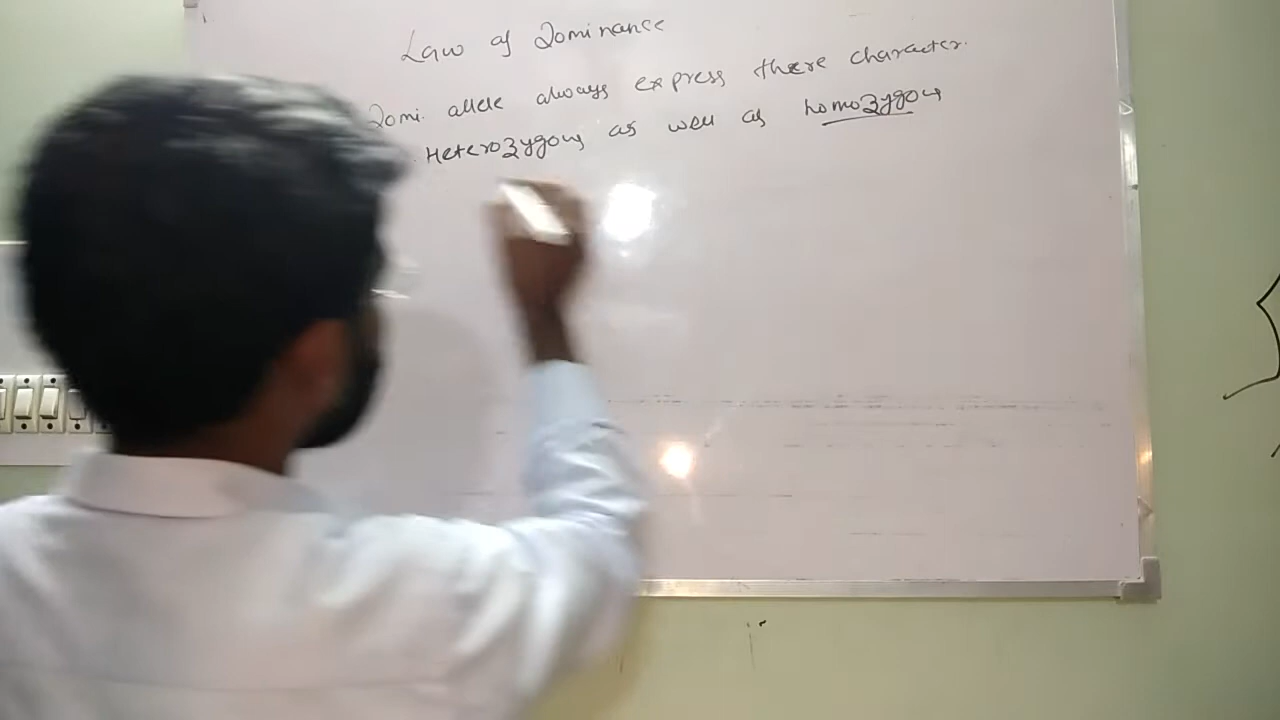 Law of Dominance
Domi. allele always express there character.
Heterozygous as well as homozygous